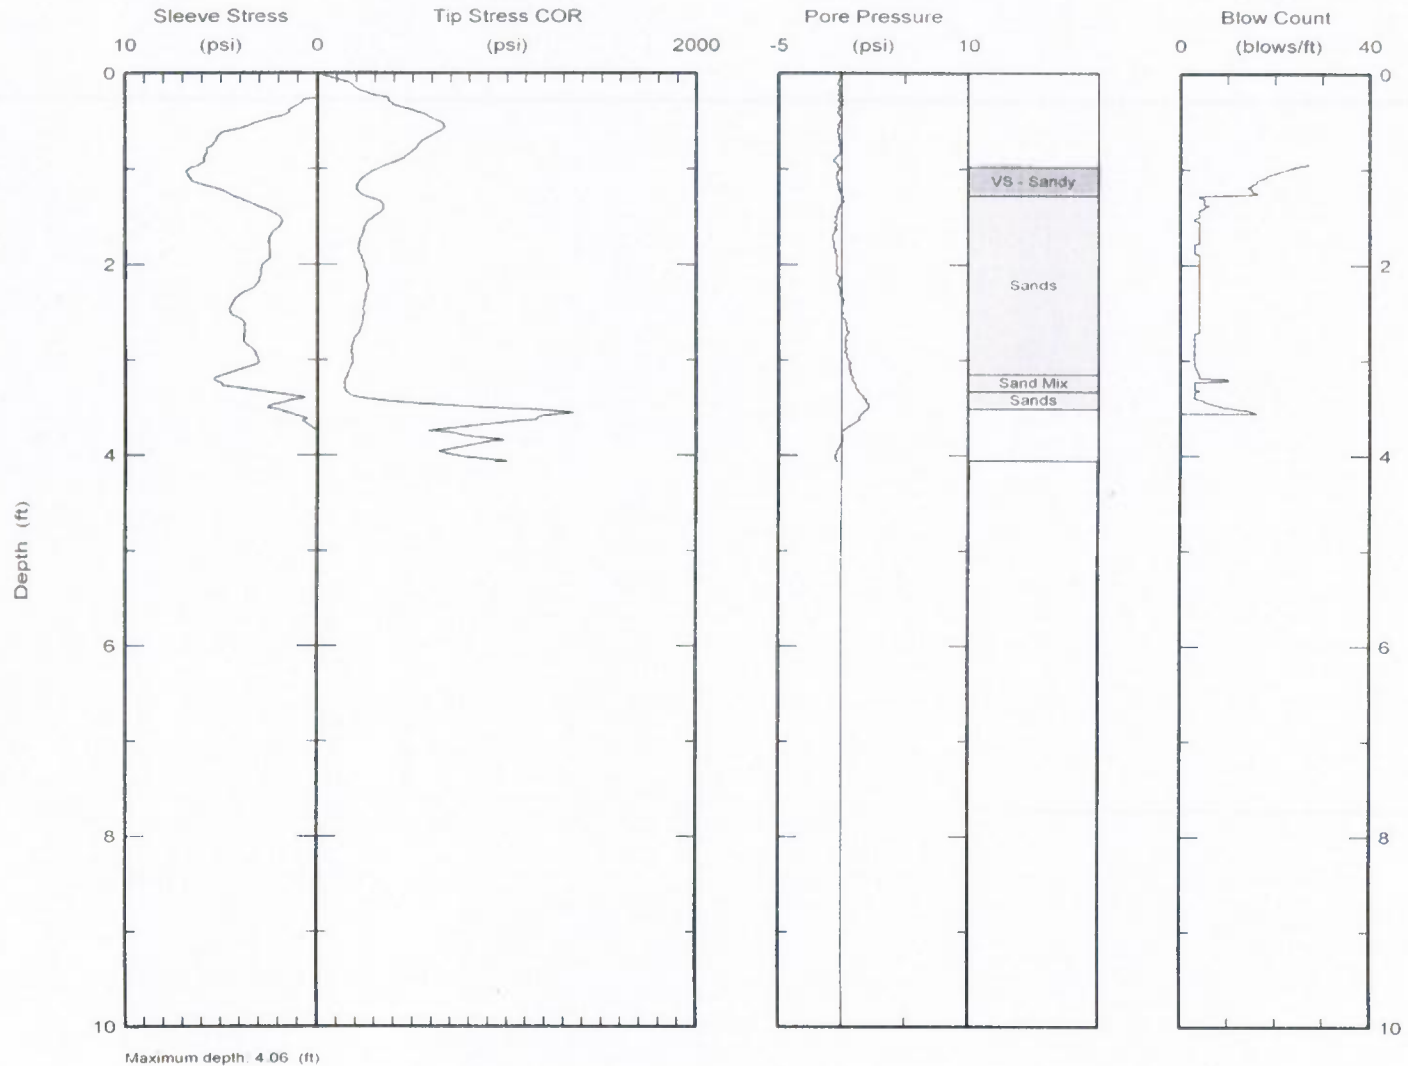 Sleeve Stress Tip Stress COR Pore Pressure Blow Count
10 (psi) 0 (psi) 2000 -5 (psi) 10 0 (blows/ft) 40
0 0
VS - Sandy
2 2
Sands
Sand Mix
Sands
4 4
Depth (ft)
6 6
8 8
10 10
Maximum depth: 4.06 (ft)